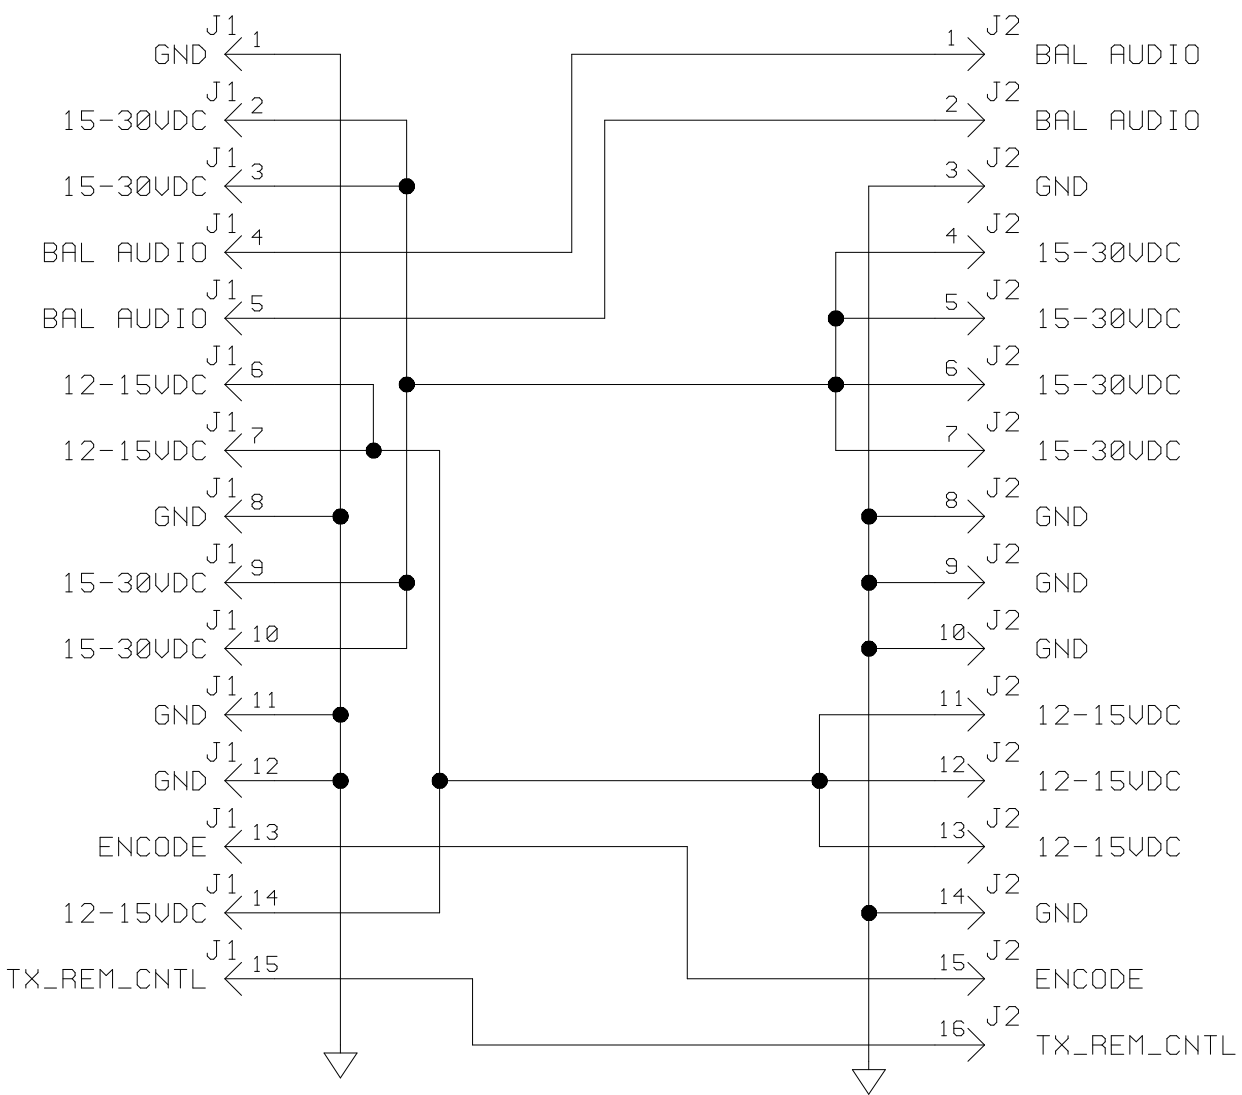 J1 J2
GND 1 1 BAL AUDIO
J1 J2
15-30VDC 2 2 BAL AUDIO
J1 J2
15-30VDC 3 3 GND
J1 J2
BAL AUDIO 4 4 15-30VDC
J1 J2
BAL AUDIO 5 5 15-30VDC
J1 J2
12-15VDC 6 6 15-30VDC
J1 J2
12-15VDC 7 7 15-30VDC
J1 J2
GND 8 8 GND
J1 J2
15-30VDC 9 9 GND
J1 J2
15-30VDC 10 10 GND
J1 J2
GND 11 11 12-15VDC
J1 J2
GND 12 12 12-15VDC
J1 J2
ENCODE 13 13 12-15VDC
J1 J2
12-15VDC 14 14 GND
J1 J2
TX_REM_CNTL 15 15 ENCODE
J2
16 TX_REM_CNTL